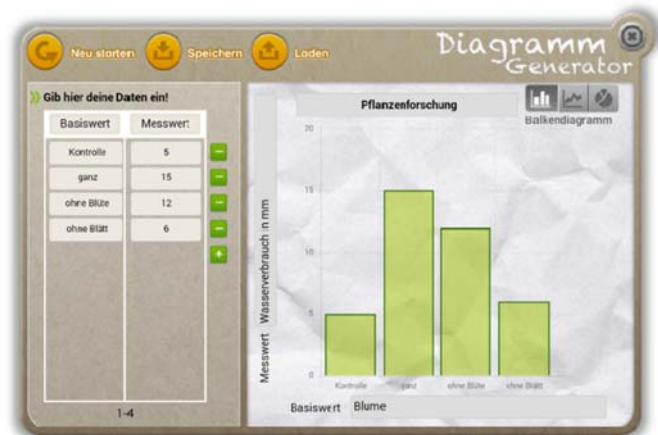 Neu starten
Speichern
Laden
Diagramm
Generator
Gib hier deine Daten ein!
Basiswert Messwert
Kontrolle 5
ganz 15
ohne Blüte 12
ohne Blätt 6
1-4
Pflanzenforschung
Balkendiagramm
20
15
10
5
0
Messwert Wasserverbrauch in mm
Kontrolle ganz ohne Blüte ohne Blätt
Basiswert Blume